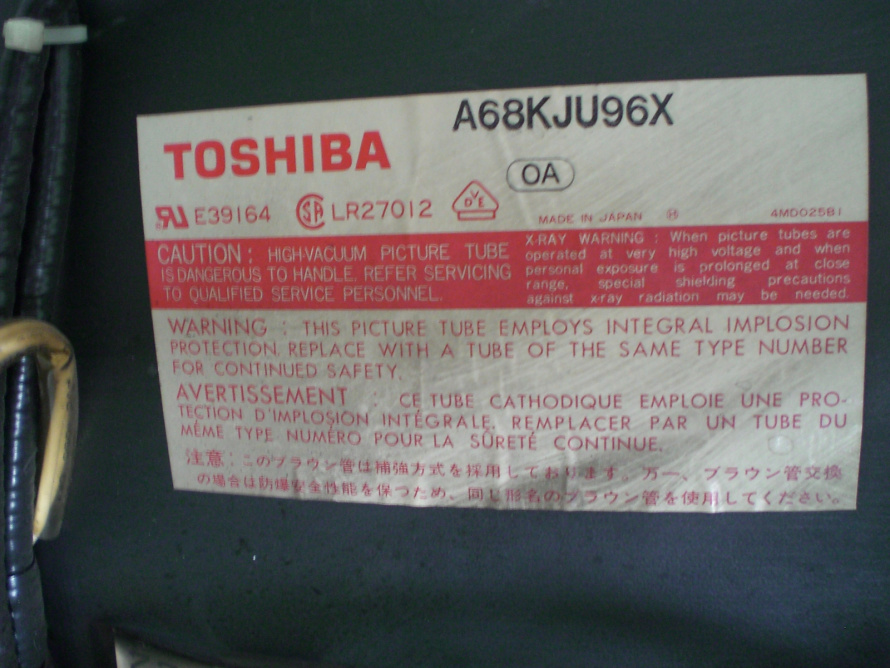 A68KJU96X
TOSHIBA
OA
E39164 LR27012 DVE MADE IN JAPAN H 4MD025B1
CAUTION : HIGH-VACUUM PICTURE TUBE
IS DANGEROUS TO HANDLE. REFER SERVICING
TO QUALIFIED SERVICE PERSONNEL.
X-RAY WARNING : When picture tubes are
operated at very high voltage and when
personal exposure is prolonged at close
range, special shielding precautions
against x-ray radiation may be needed.
WARNING : THIS PICTURE TUBE EMPLOYS INTEGRAL IMPLOSION
PROTECTION. REPLACE WITH A TUBE OF THE SAME TYPE NUMBER
FOR CONTINUED SAFETY.
AVERTISSEMENT : CE TUBE CATHODIQUE EMPLOIE UNE PRO-
TECTION D'IMPLOSION INTÉGRALE. REMPLACER PAR UN TUBE DU
MÊME TYPE NUMÉRO POUR LA SÛRETÉ CONTINUE.
注意：このブラウン管は補強方式を採用しております。万一、ブラウン管交換
の場合は防爆安全性能を保つため、同じ形名のブラウン管を使用してください。